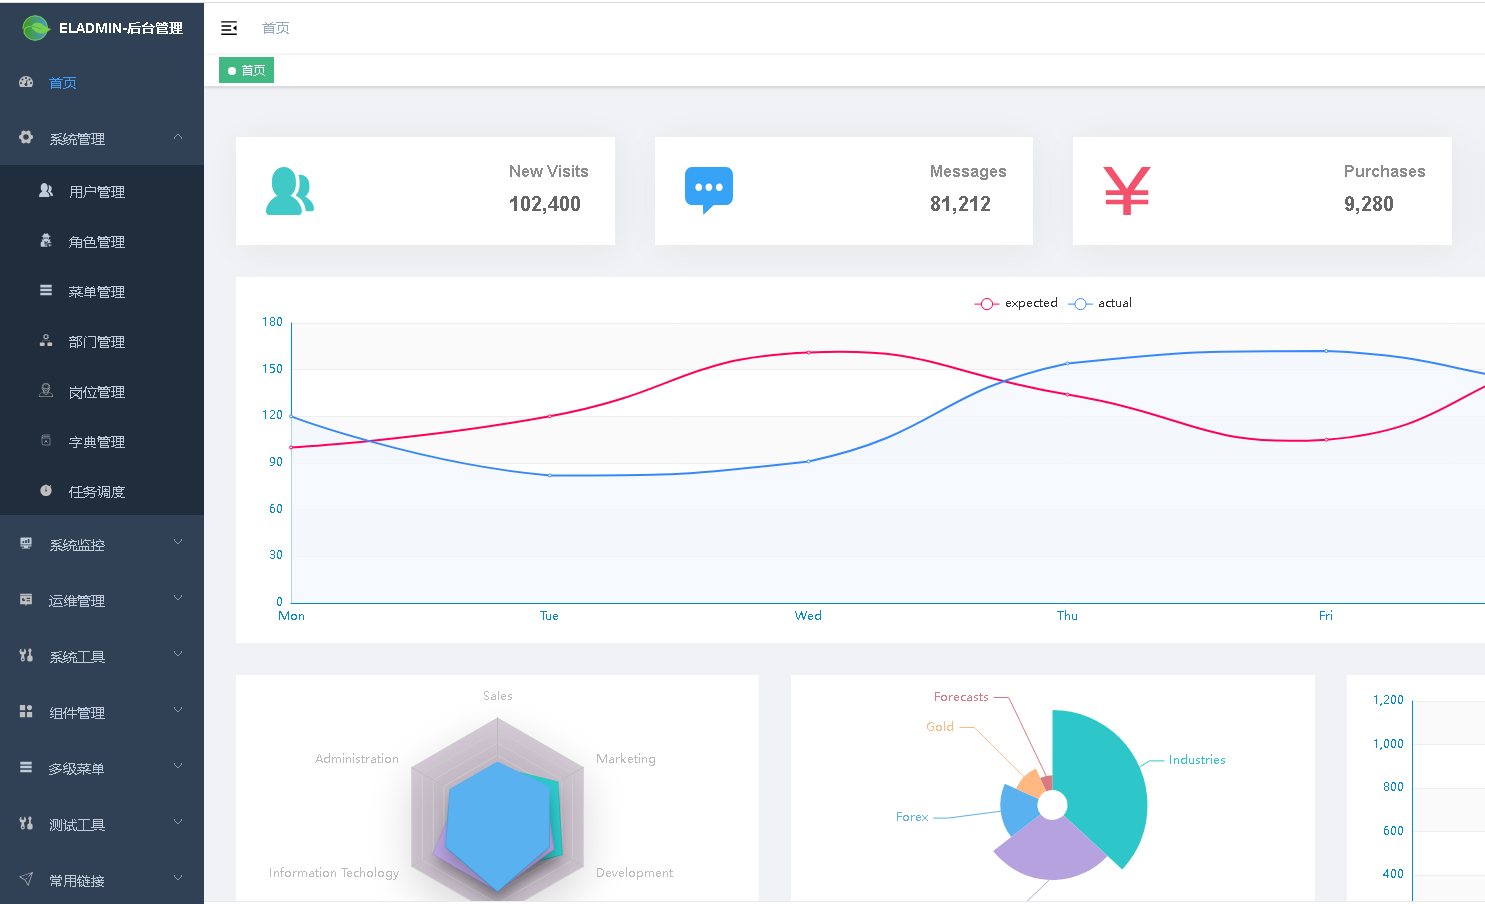 ELADMIN-后台管理
首页
首页
首页
系统管理
用户管理
角色管理
菜单管理
部门管理
岗位管理
字典管理
任务调度
系统监控
运维管理
系统工具
组件管理
多级菜单
测试工具
常用链接
New Visits
102,400
Messages
81,212
Purchases
9,280
expected
actual
180
150
120
90
60
30
0
Mon
Tue
Wed
Thu
Fri
Sales
Administration
Marketing
Information Techology
Development
Forecasts
Gold
Industries
Forex
1,200
1,000
800
600
400